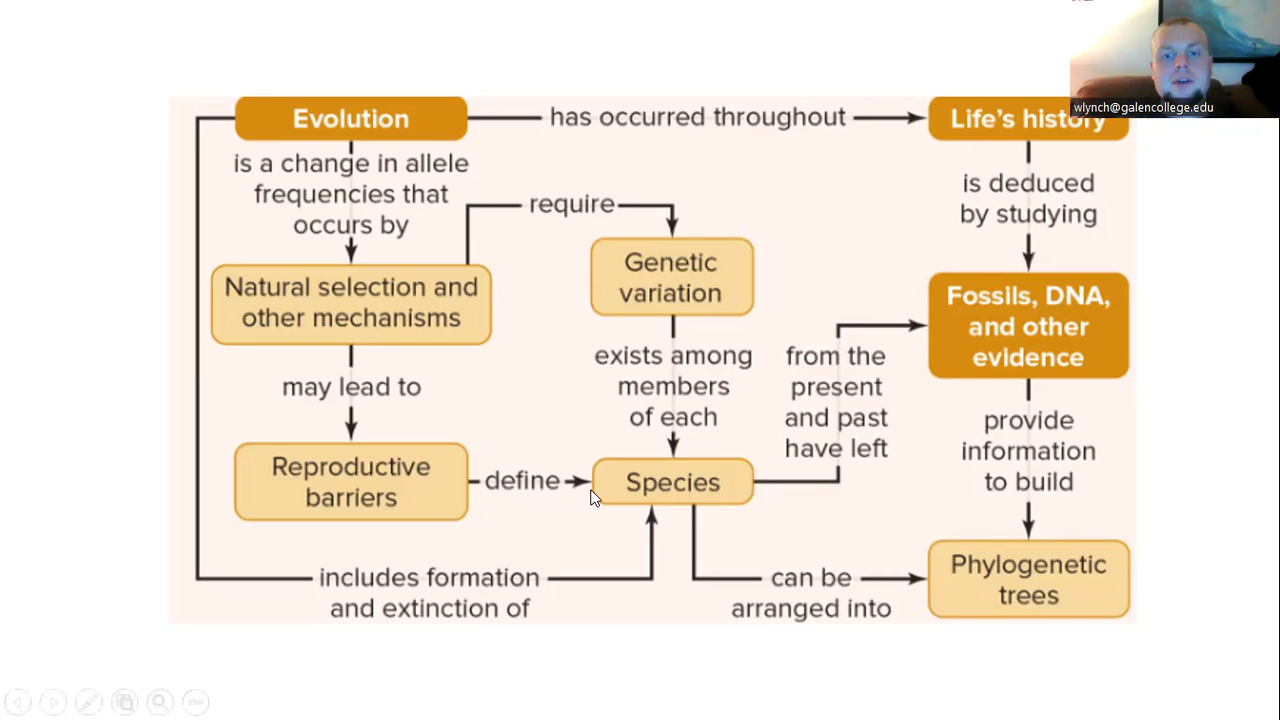 wlynch@galencollege.edu
Evolution
has occurred throughout
Life's history
is a change in allele
frequencies that
occurs by
require
is deduced
by studying
Natural selection and
other mechanisms
Genetic
variation
Fossils, DNA,
and other
evidence
may lead to
exists among
members
of each
from the
present
and past
have left
provide
information
to build
Reproductive
barriers
define
Species
includes formation
and extinction of
can be
arranged into
Phylogenetic
trees